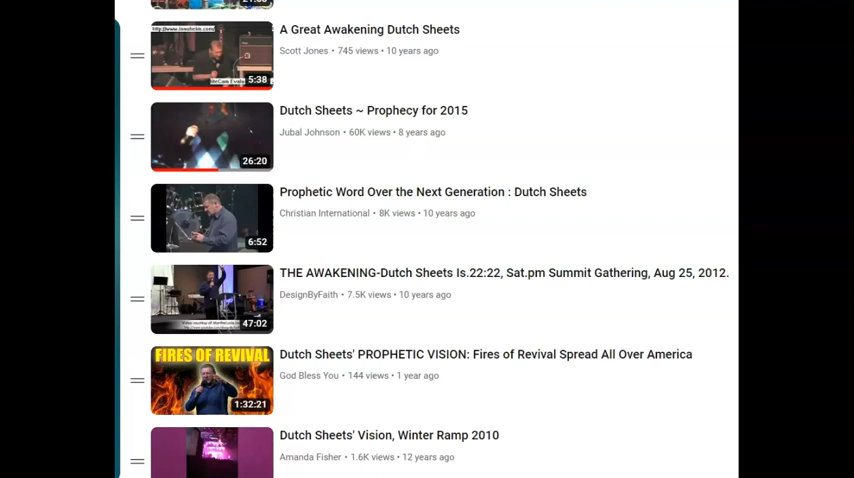 A Great Awakening Dutch Sheets
Scott Jones • 745 views • 10 years ago
5:38
Dutch Sheets ~ Prophecy for 2015
Jubal Johnson • 60K views • 8 years ago
26:20
Prophetic Word Over the Next Generation : Dutch Sheets
Christian International • 8K views • 10 years ago
6:52
THE AWAKENING-Dutch Sheets Is.22:22, Sat.pm Summit Gathering, Aug 25, 2012.
DesignByFaith • 7.5K views • 10 years ago
47:02
FIRES OF REVIVAL
Dutch Sheets' PROPHETIC VISION: Fires of Revival Spread All Over America
God Bless You • 144 views • 1 year ago
1:32:21
Dutch Sheets' Vision, Winter Ramp 2010
Amanda Fisher • 1.6K views • 12 years ago